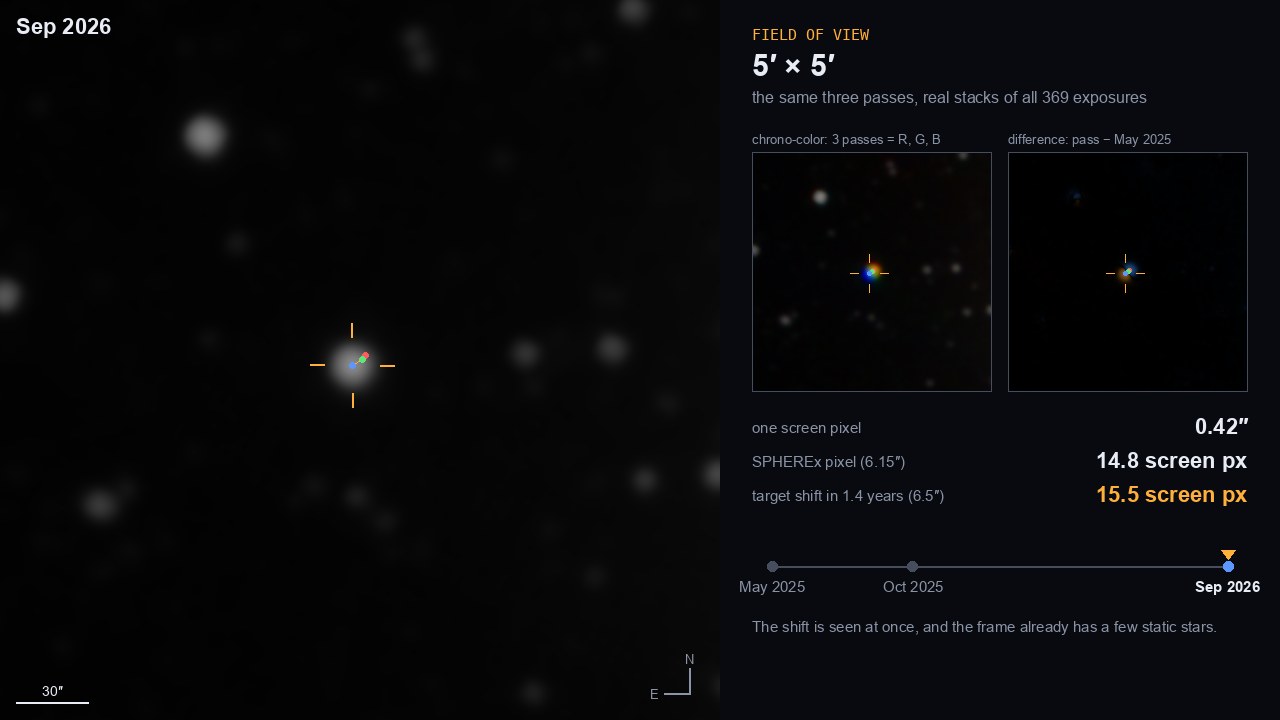 Sep 2026
FIELD OF VIEW
5′ × 5′
the same three passes, real stacks of all 369 exposures
chrono-color: 3 passes = R, G, B
difference: pass − May 2025
one screen pixel
0.42″
SPHEREx pixel (6.15″)
14.8 screen px
target shift in 1.4 years (6.5″)
15.5 screen px
May 2025
Oct 2025
Sep 2026
The shift is seen at once, and the frame already has a few static stars.
N
E
30″